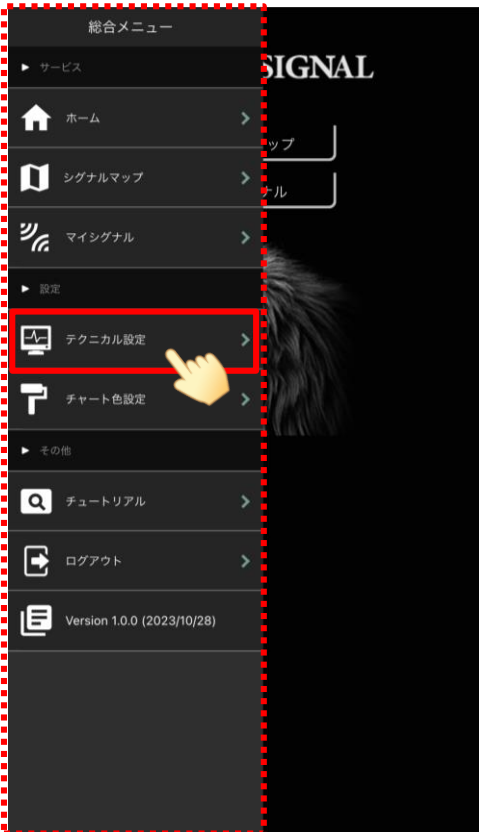 総合メニュー
► サービス
SIGNAL
ホーム
ップ
シグナルマップ
ナル
マイシグナル
► 設定
テクニカル設定
チャート色設定
► その他
チュートリアル
ログアウト
Version 1.0.0 (2023/10/28)